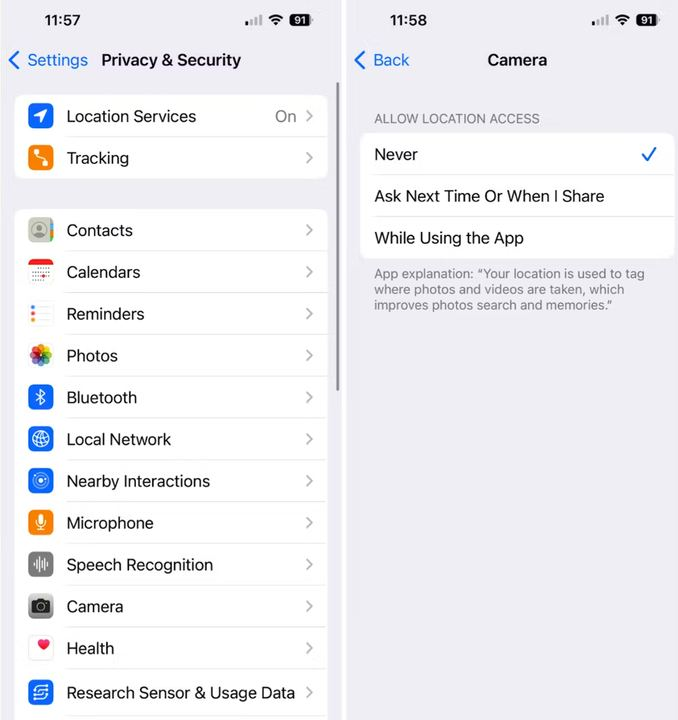 11:57
91
Settings
Privacy & Security
Location Services
On
Tracking
Contacts
Calendars
Reminders
Photos
Bluetooth
Local Network
Nearby Interactions
Microphone
Speech Recognition
Camera
Health
Research Sensor & Usage Data
11:58
91
Back
Camera
ALLOW LOCATION ACCESS
Never
Ask Next Time Or When I Share
While Using the App
App explanation: “Your location is used to tag
where photos and videos are taken, which
improves photos search and memories.”